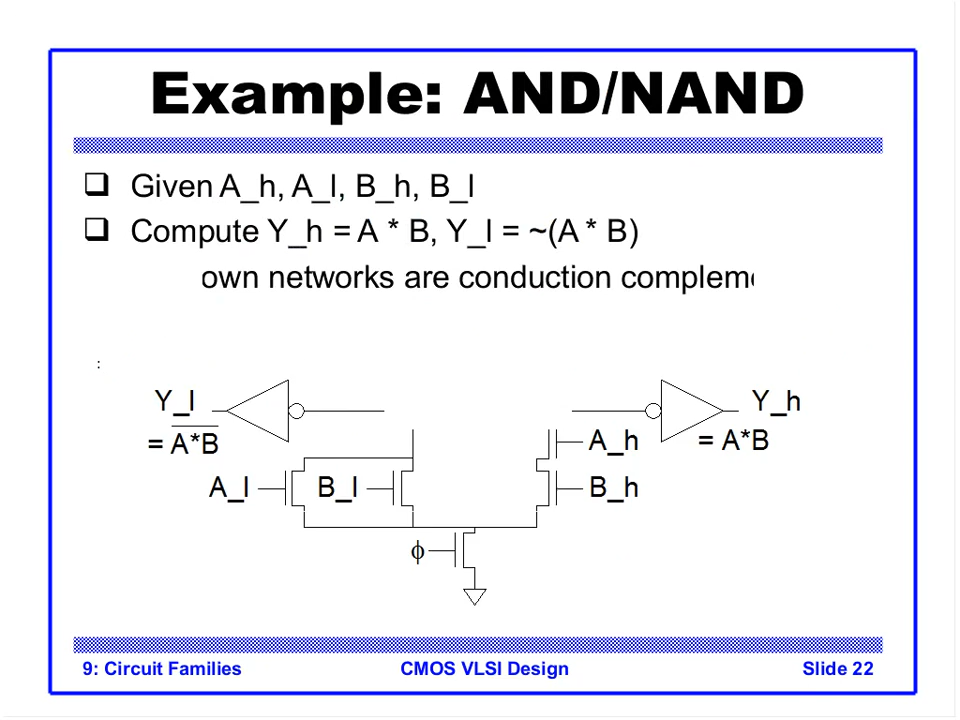 Example: AND/NAND
Given A_h, A_l, B_h, B_l
Compute Y_h = A * B, Y_l = ~(A * B)
own networks are conduction
:
Y_l
Y_h
= A*B
A_h
= A*B
A_l
B_l
B_h
ϕ
9: Circuit Families
CMOS VLSI Design
Slide 22